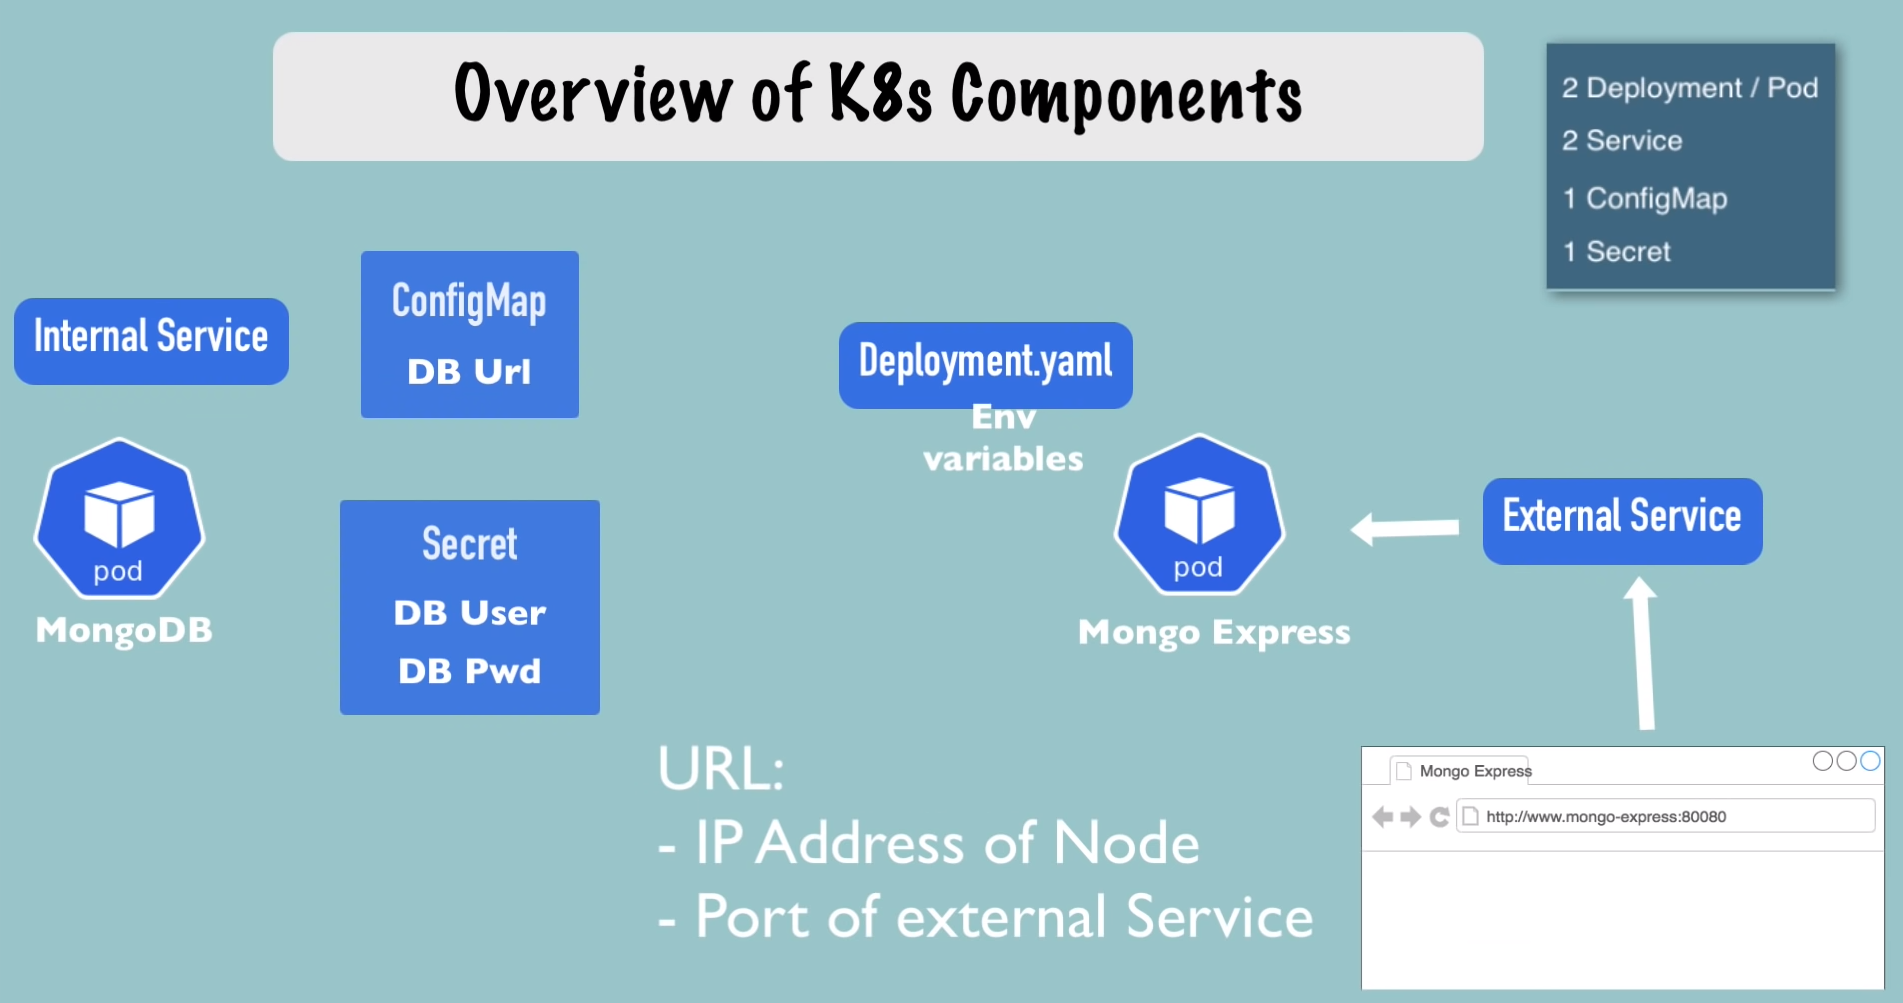 Overview of K8s Components
2 Deployment / Pod
2 Service
1 ConfigMap
1 Secret
Internal Service
ConfigMap
DB Url
Deployment.yaml
Env
variables
pod
MongoDB
Secret
DB User
DB Pwd
pod
Mongo Express
External Service
URL:
- IP Address of Node
- Port of external Service
Mongo Express
http://www.mongo-express:80080